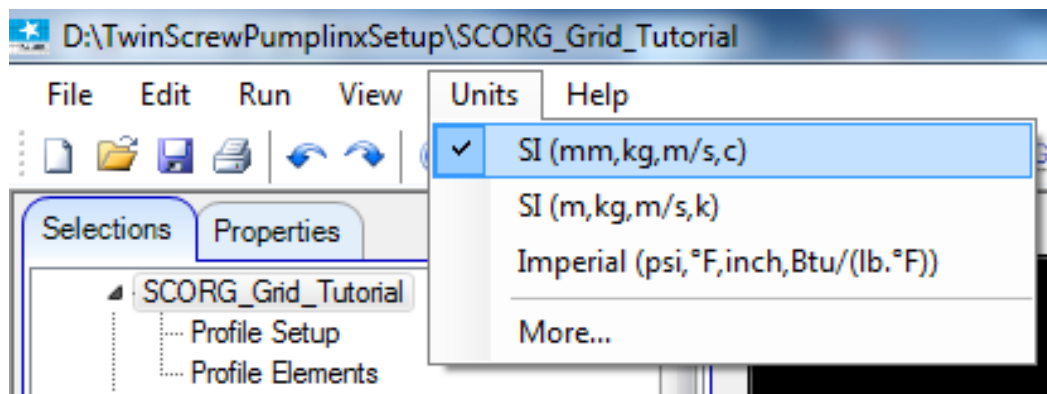 D:\TwinScrewPumplinxSetup\SCORG_Grid_Tutorial
File Edit Run View Units Help
SI (mm,kg,m/s,c)
SI (m,kg,m/s,k)
Imperial (psi,°F,inch,Btu/(lb.°F))
More...
Selections Properties
SCORG_Grid_Tutorial
Profile Setup
Profile Elements